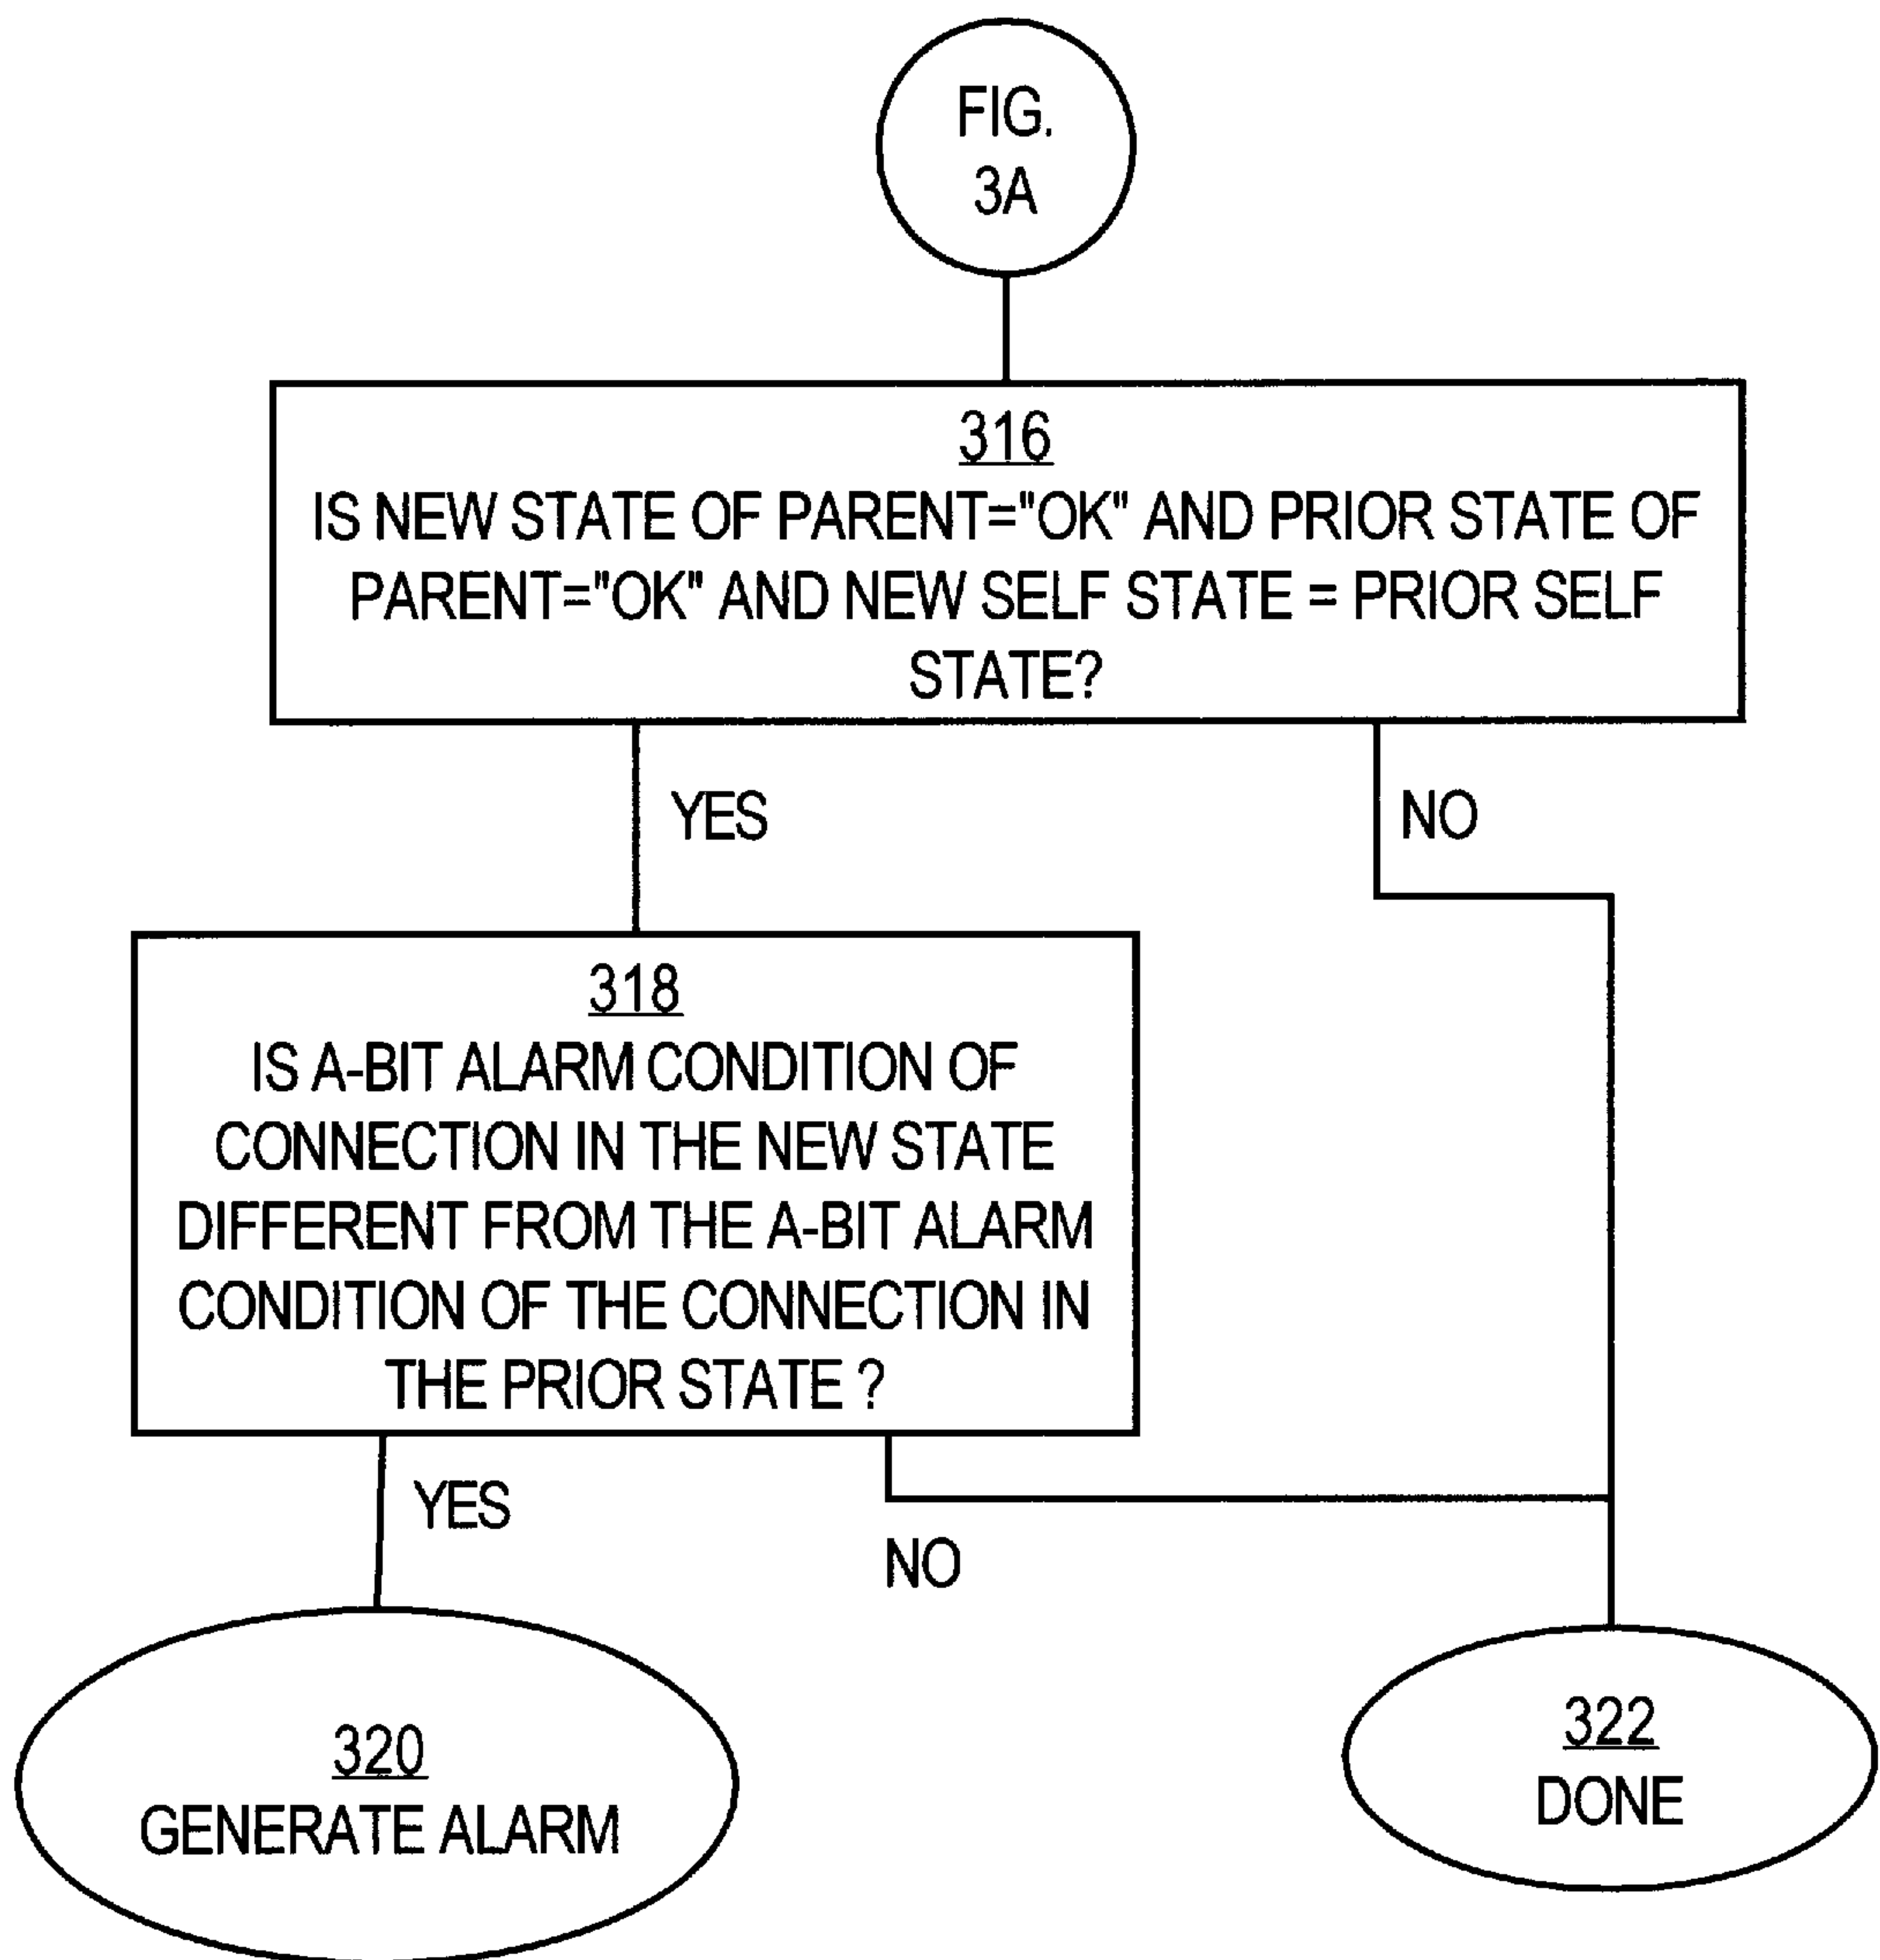 FIG.
3A
316
IS NEW STATE OF PARENT="OK" AND PRIOR STATE OF
PARENT="OK" AND NEW SELF STATE = PRIOR SELF
STATE?
YES
NO
318
IS A-BIT ALARM CONDITION OF
CONNECTION IN THE NEW STATE
DIFFERENT FROM THE A-BIT ALARM
CONDITION OF THE CONNECTION IN
THE PRIOR STATE ?
YES
NO
320
GENERATE ALARM
322
DONE